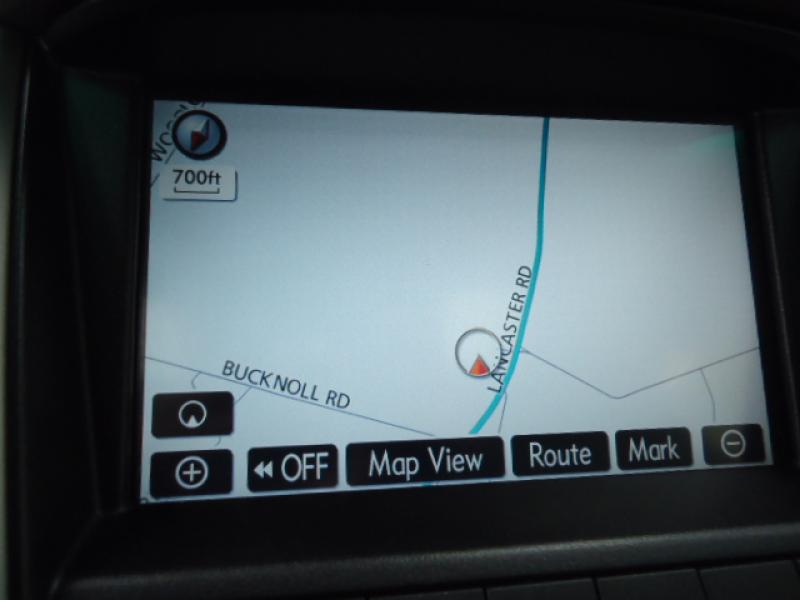 700ft
LANCASTER RD
BUCKNOLL RD
OFF
Map View
Route
Mark